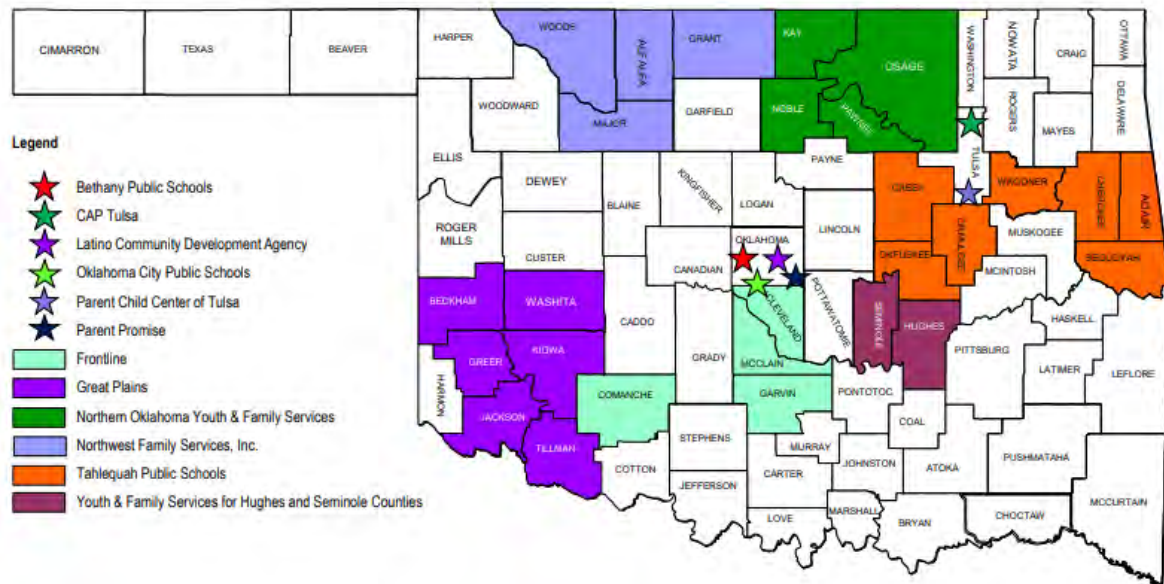 CIMARRON
TEXAS
BEAVER
HARPER
WOODS
ALFALFA
GRANT
KAY
OSAGE
WASHINGTON
NOWATA
CRAIG
OTTAWA
WOODWARD
MAJOR
GARFIELD
NOBLE
PAWNEE
ROGERS
MAYES
DELAWARE
ELLIS
DEWEY
BLAINE
KINGFISHER
LOGAN
PAYNE
CREEK
TULSA
WAGONER
CHEROKEE
ADAIR
ROGER
MILLS
CUSTER
CANADIAN
OKLAHOMA
LINCOLN
OKFUSKEE
OKMULGEE
MUSKOGEE
MCINTOSH
SEQUOYAH
BECKHAM
WASHITA
CADDO
GRADY
CLEVELAND
MCCLAIN
POTTAWATOMIE
SEMINOLE
HUGHES
PITTSBURG
HASKELL
LATIMER
LEFLORE
GREER
KIOWA
HARMON
JACKSON
TILLMAN
COMANCHE
GARVIN
PONTOTOC
COAL
STEPHENS
MURRAY
COTTON
JEFFERSON
CARTER
JOHNSTON
ATOKA
PUSHMATAHA
LOVE
MARSHALL
BRYAN
CHOCTAW
MCCURTAIN
Legend
Bethany Public Schools
CAP Tulsa
Latino Community Development Agency
Oklahoma City Public Schools
Parent Child Center of Tulsa
Parent Promise
Frontline
Great Plains
Northern Oklahoma Youth & Family Services
Northwest Family Services, Inc.
Tahlequah Public Schools
Youth & Family Services for Hughes and Seminole Counties